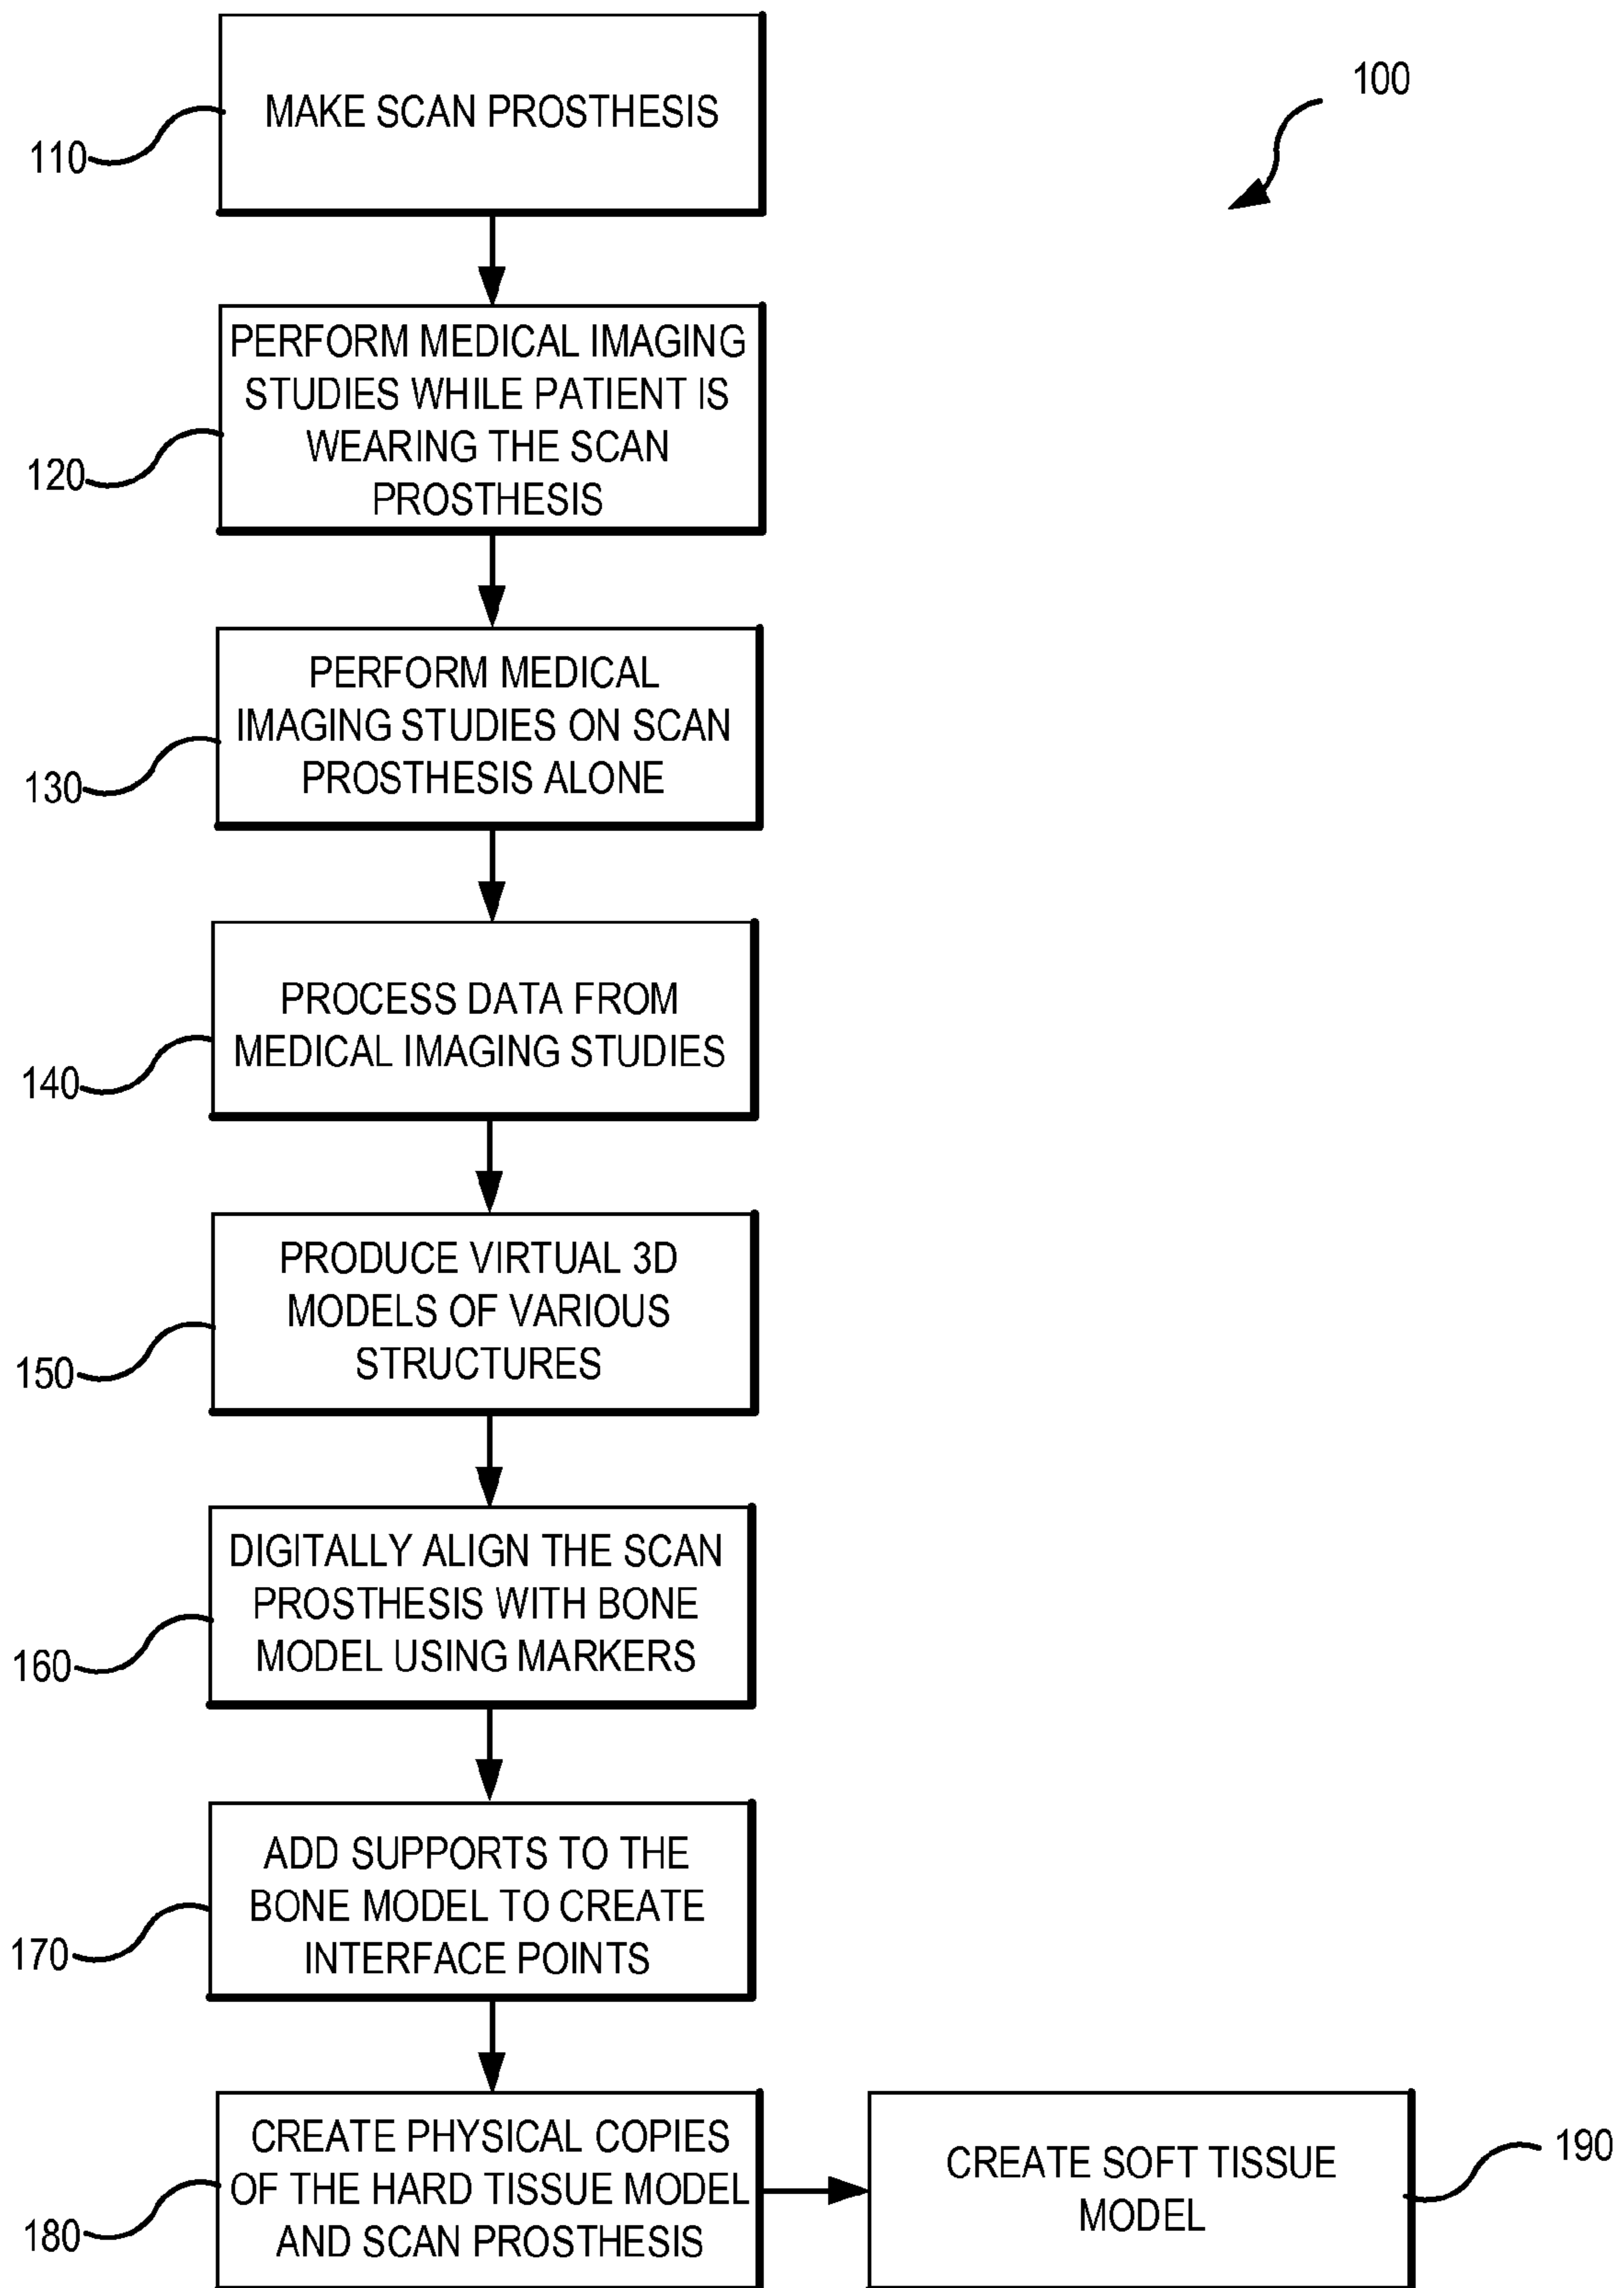 100
MAKE SCAN PROSTHESIS
110
PERFORM MEDICAL IMAGING
STUDIES WHILE PATIENT IS
WEARING THE SCAN
PROSTHESIS
120
PERFORM MEDICAL
IMAGING STUDIES ON SCAN
PROSTHESIS ALONE
130
PROCESS DATA FROM
MEDICAL IMAGING STUDIES
140
PRODUCE VIRTUAL 3D
MODELS OF VARIOUS
STRUCTURES
150
DIGITALLY ALIGN THE SCAN
PROSTHESIS WITH BONE
MODEL USING MARKERS
160
ADD SUPPORTS TO THE
BONE MODEL TO CREATE
INTERFACE POINTS
170
CREATE PHYSICAL COPIES
OF THE HARD TISSUE MODEL
AND SCAN PROSTHESIS
180
CREATE SOFT TISSUE
MODEL
190